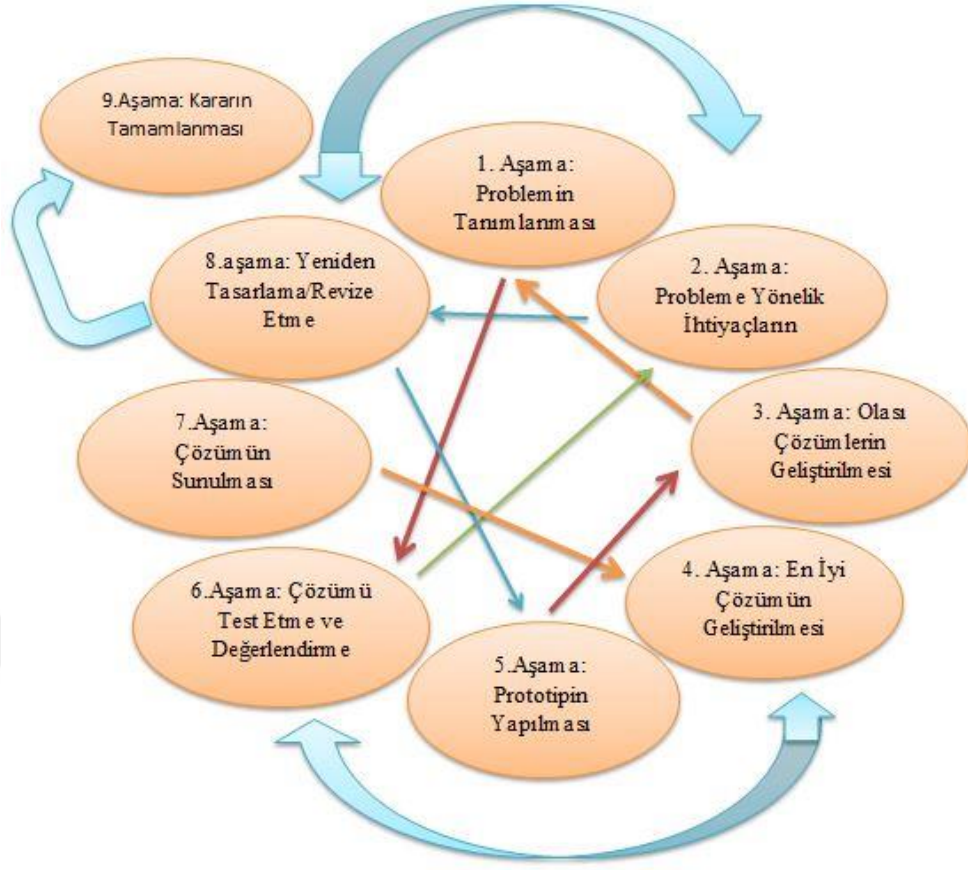 9.Aşama: Kararın
Tamamlanması
1. Aşama:
Problemin
Tanımlanması
2. Aşama:
Probleme Yönelik
İhtiyaçların
3. Aşama: Olası
Çözümlerin
Geliştirilmesi
4. Aşama: En İyi
Çözümün
Geliştirilmesi
5.Aşama:
Prototipin
Yapılması
6.Aşama: Çözümü
Test Etme ve
Değerlendirme
7.Aşama:
Çözümün
Sunulması
8.aşama: Yeniden
Tasarlama/Revize
Etme